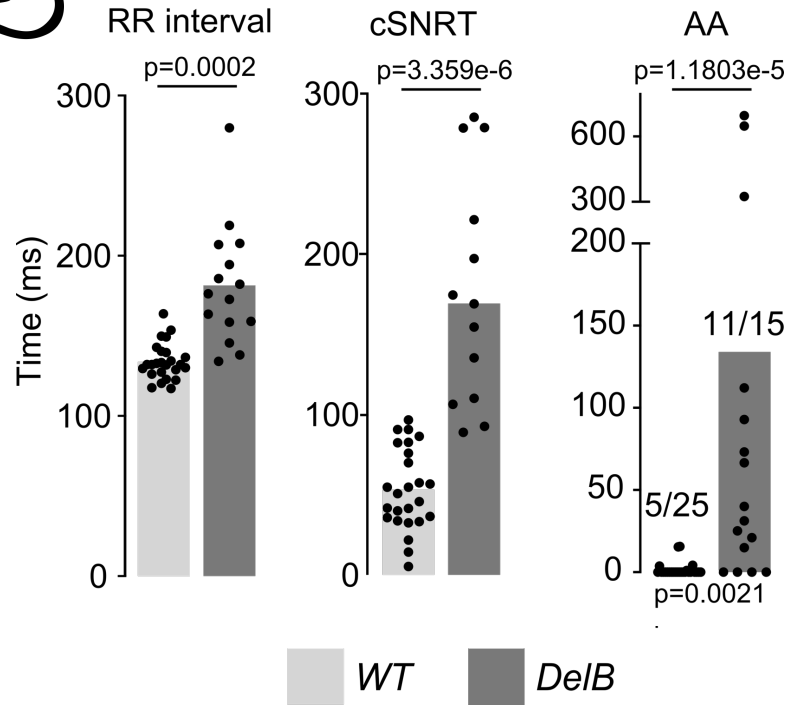 RR interval
cSNRT
AA
p=0.0002
p=3.359e-6
p=1.1803e-5
Time (ms)
300
200
100
0
300
200
100
0
600
300
200
150
100
50
0
5/25
11/15
p=0.0021
WT
DelB